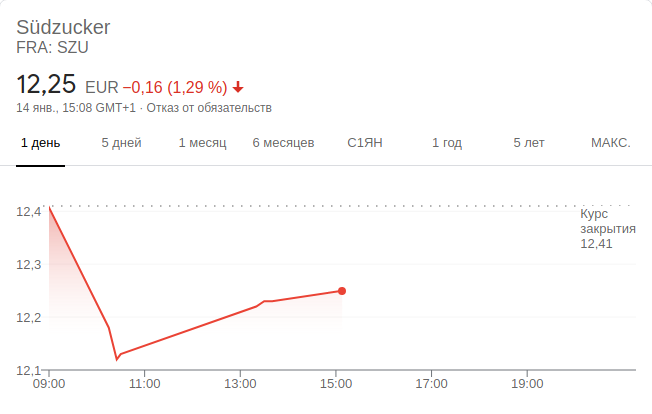 Südzucker
FRA: SZU
12,25 EUR −0,16 (1,29 %)
14 янв., 15:08 GMT+1 · Отказ от обязательств
1 день 5 дней 1 месяц 6 месяцев С1ЯН 1 год 5 лет МАКС.
12,4
12,3
12,2
12,1
Курс
закрытия
12,41
09:00 11:00 13:00 15:00 17:00 19:00